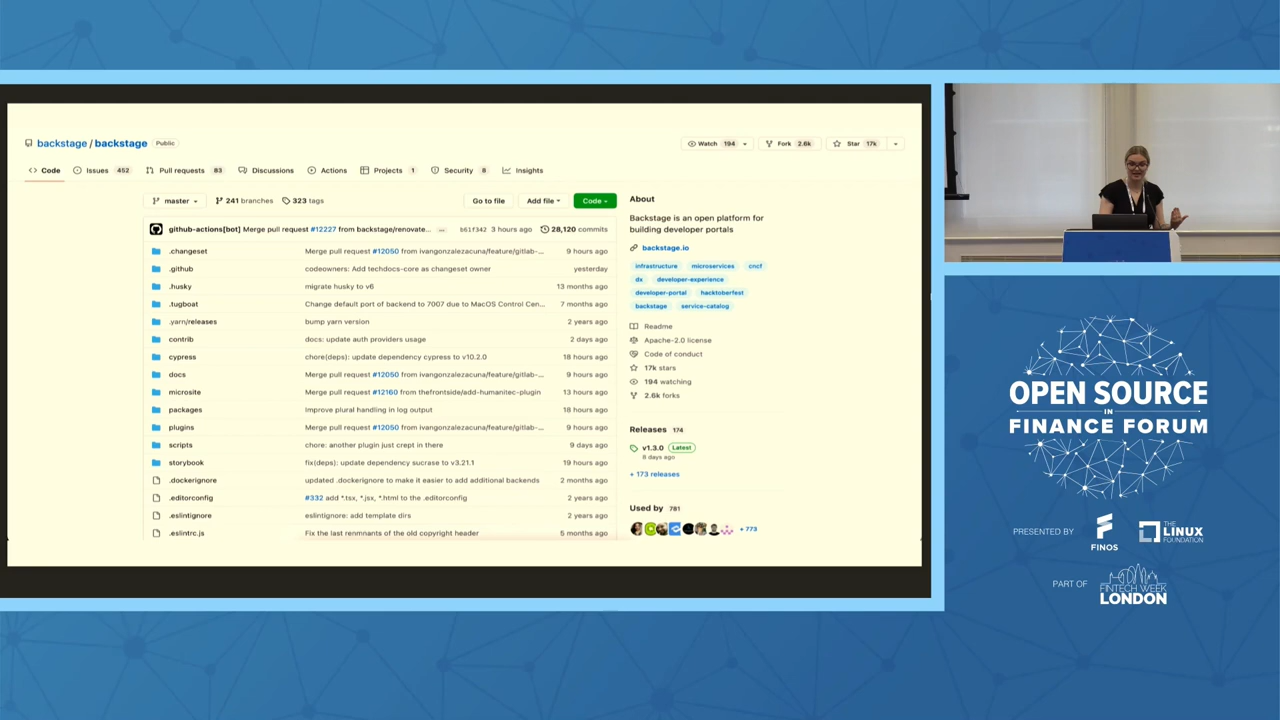 backstage / backstage Public
Watch 194 Fork 2.6k Star 17k
<> Code Issues 452 Pull requests 83 Discussions Actions Projects 1 Security 8 Insights
master 241 branches 323 tags Go to file Add file Code
github-actions[bot] Merge pull request #12227 from backstage/renovate... ... b61f342 3 hours ago 28,120 commits
.changeset Merge pull request #12050 from ivangonzalezacuna/feature/gitlab-... 9 hours ago
.github codeowners: Add techdocs-core as changeset owner yesterday
.husky migrate husky to v6 13 months ago
.tugboat Change default port of backend to 7007 due to MacOS Control Cen... 7 months ago
.yarn/releases bump yarn version 2 years ago
contrib docs: update auth providers usage 2 days ago
cypress chore(deps): update dependency cypress to v10.2.0 18 hours ago
docs Merge pull request #12050 from ivangonzalezacuna/feature/gitlab-... 9 hours ago
microsite Merge pull request #12160 from thefrontside/add-humanitec-plugin 13 hours ago
packages Improve plural handling in log output 18 hours ago
plugins Merge pull request #12050 from ivangonzalezacuna/feature/gitlab-... 9 hours ago
scripts chore: another plugin just crept in there 9 days ago
storybook fix(deps): update dependency sucrase to v3.21.1 19 hours ago
.dockerignore updated .dockerignore to make it easier to add additional backends 2 months ago
.editorconfig #332 add *.tsx, *.jsx, *.html to the .editorconfig 2 years ago
.eslintignore eslintignore: add template dirs 2 years ago
.eslintrc.js Fix the last renmnants of the old copyright header 5 months ago
About
Backstage is an open platform for
building developer portals
backstage.io
infrastructure microservices cncf
dx developer-experience
developer-portal hacktoberfest
backstage service-catalog
Readme
Apache-2.0 license
Code of conduct
17k stars
194 watching
2.6k forks
Releases 174
v1.3.0 Latest
8 days ago
+ 173 releases
Used by 781
+ 773
OPEN SOURCE
IN
FINANCE FORUM
PRESENTED BY FINOS THE LINUX FOUNDATION
PART OF FINTECH WEEK LONDON